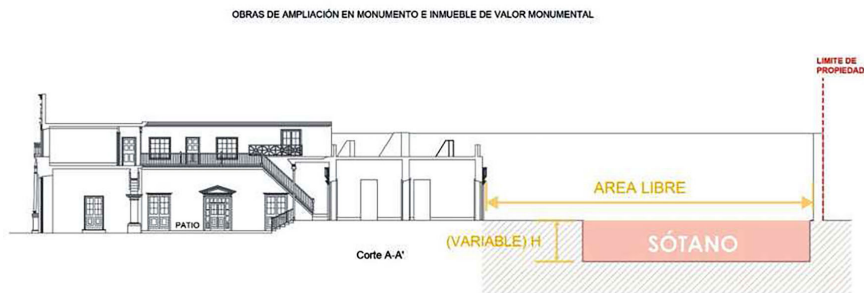 OBRAS DE AMPLIACIÓN EN MONUMENTO E INMUEBLE DE VALOR MONUMENTAL
LIMITE DE
PROPIEDAD
AREA LIBRE
PATIO
(VARIABLE) H
SÓTANO
Corte A-A'